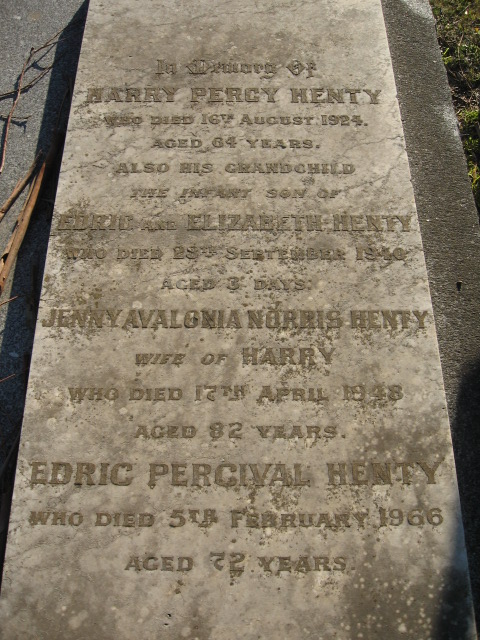 In Memory Of
HARRY PERCY HENTY
WHO DIED 16TH AUGUST 1924.
AGED 64 YEARS.
ALSO HIS GRANDCHILD
THE INFANT SON OF
EDRIC AND ELIZABETH HENTY
WHO DIED 28TH SEPTEMBER
AGED 3 DAYS.
JENNY AVALONIA NORRIS HENTY
WIFE OF HARRY
WHO DIED 17TH APRIL 1948
AGED 82 YEARS.
EDRIC PERCIVAL HENTY
WHO DIED 5TH FEBRUARY 1966
AGED 72 YEARS.